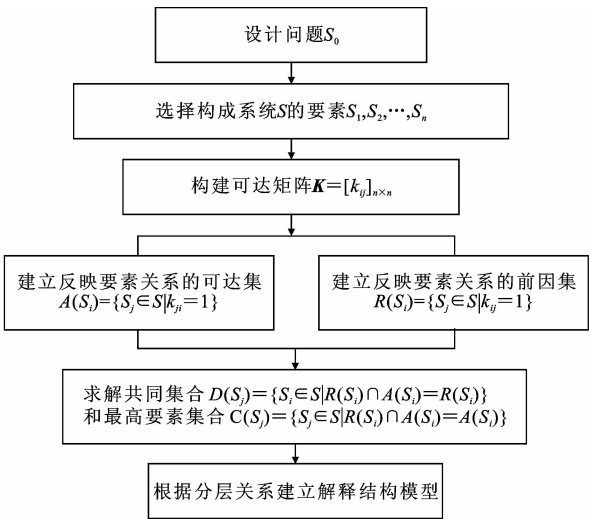 设计问题S₀
选择构成系统S的要素S₁,S₂,⋯,Sₙ
构建可达矩阵K=[kᵢⱼ]ₙ×ₙ
建立反映要素关系的可达集
A(Sᵢ)={Sⱼ∈S|kⱼᵢ=1}
建立反映要素关系的前因集
R(Sᵢ)={Sⱼ∈S|kᵢⱼ=1}
求解共同集合D(Sⱼ)={Sᵢ∈S|R(Sᵢ)∩A(Sᵢ)=R(Sᵢ)}
和最高要素集合C(Sⱼ)={Sⱼ∈S|R(Sᵢ)∩A(Sᵢ)=A(Sᵢ)}
根据分层关系建立解释结构模型